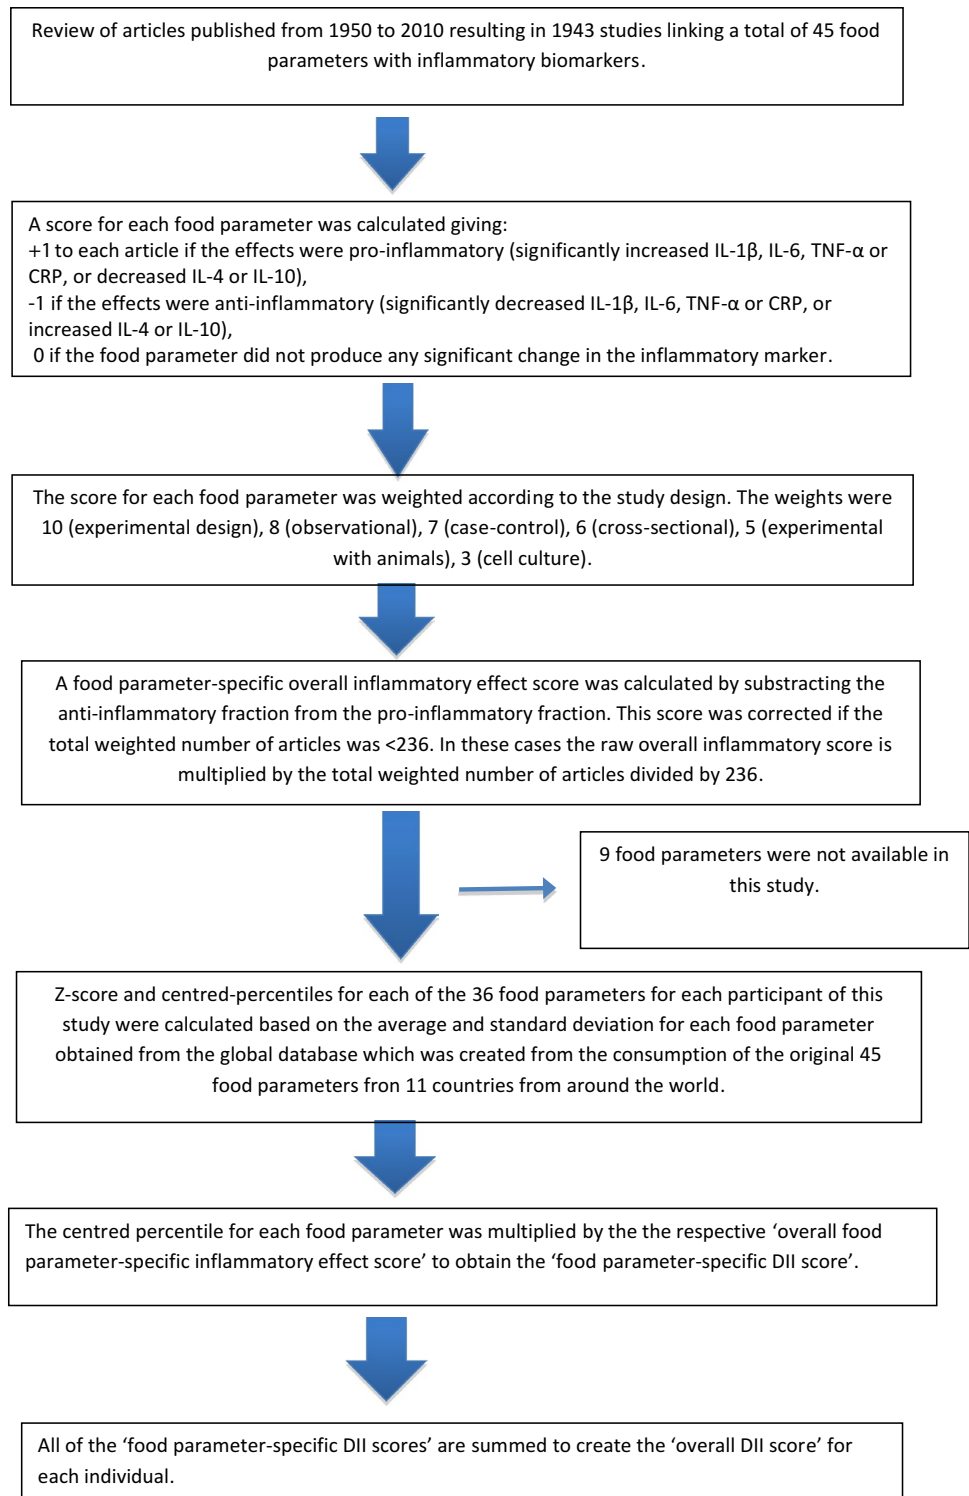 Review of articles published from 1950 to 2010 resulting in 1943 studies linking a total of 45 food
parameters with inflammatory biomarkers.
A score for each food parameter was calculated giving:
+1 to each article if the effects were pro-inflammatory (significantly increased IL-1β, IL-6, TNF-α or
CRP, or decreased IL-4 or IL-10),
-1 if the effects were anti-inflammatory (significantly decreased IL-1β, IL-6, TNF-α or CRP, or
increased IL-4 or IL-10),
0 if the food parameter did not produce any significant change in the inflammatory marker.
The score for each food parameter was weighted according to the study design. The weights were
10 (experimental design), 8 (observational), 7 (case-control), 6 (cross-sectional), 5 (experimental
with animals), 3 (cell culture).
A food parameter-specific overall inflammatory effect score was calculated by substracting the
anti-inflammatory fraction from the pro-inflammatory fraction. This score was corrected if the
total weighted number of articles was <236. In these cases the raw overall inflammatory score is
multiplied by the total weighted number of articles divided by 236.
9 food parameters were not available in
this study.
Z-score and centred-percentiles for each of the 36 food parameters for each participant of this
study were calculated based on the average and standard deviation for each food parameter
obtained from the global database which was created from the consumption of the original 45
food parameters fron 11 countries from around the world.
The centred percentile for each food parameter was multiplied by the the respective ‘overall food
parameter-specific inflammatory effect score’ to obtain the ‘food parameter-specific DII score’.
All of the ‘food parameter-specific DII scores’ are summed to create the ‘overall DII score’ for
each individual.